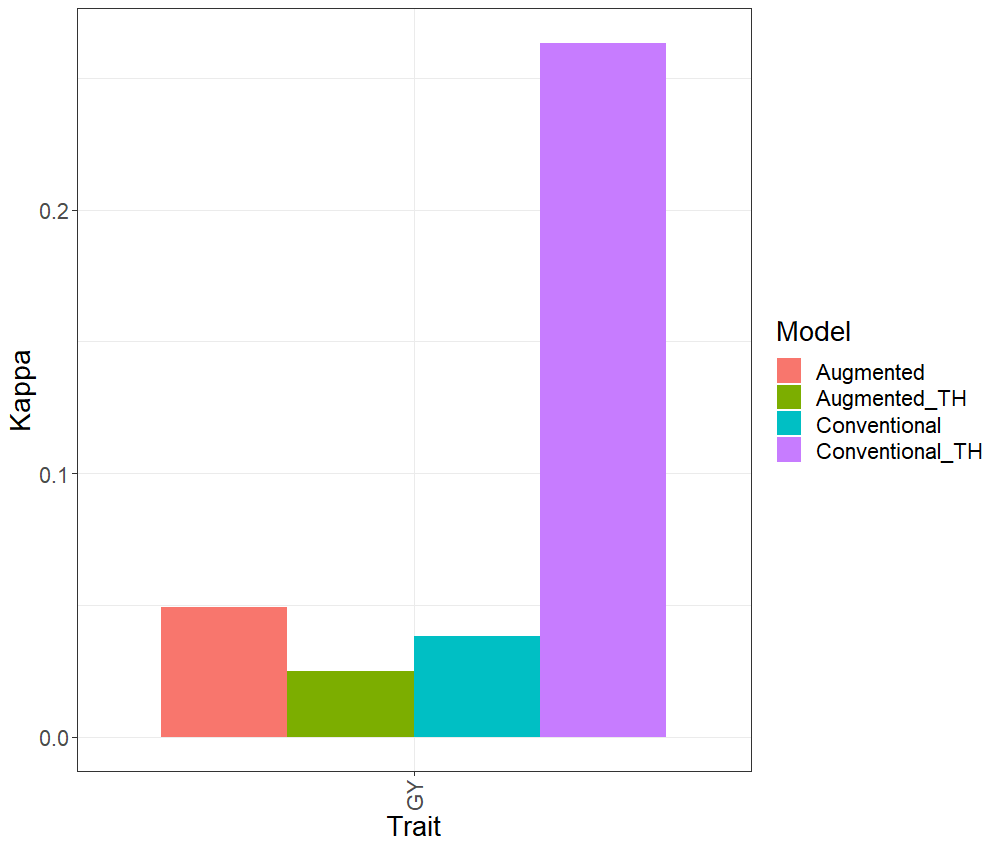 Kappa
0.2
0.1
0.0
GY
Trait
Model
Augmented
Augmented_TH
Conventional
Conventional_TH